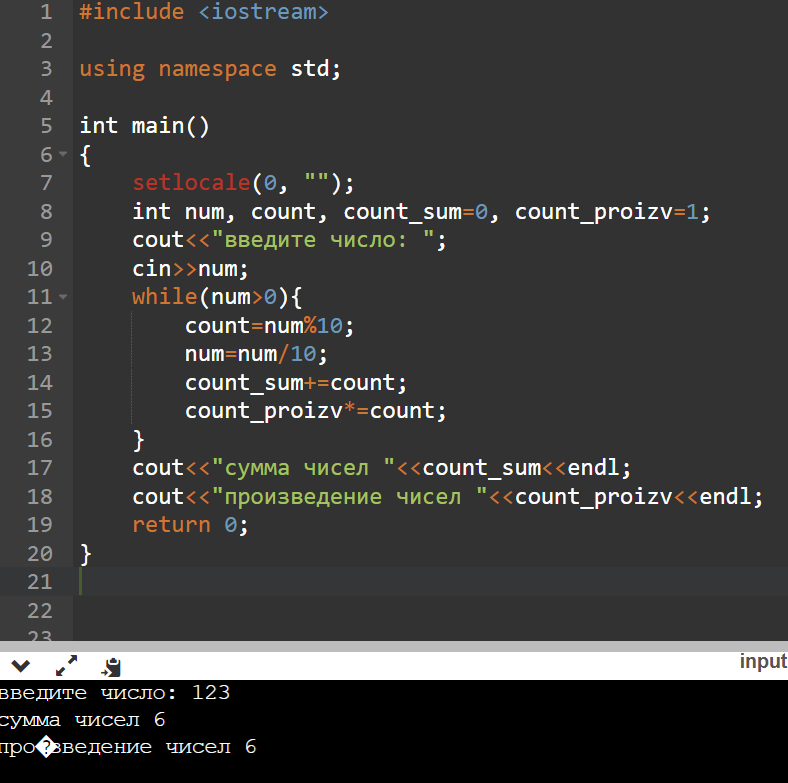 1 #include <iostream>
2
3 using namespace std;
4
5 int main()
6 {
7 setlocale(0, "");
8 int num, count, count_sum=0, count_proizv=1;
9 cout<<"введите число: ";
10 cin>>num;
11 while(num>0){
12 count=num%10;
13 num=num/10;
14 count_sum+=count;
15 count_proizv*=count;
16 }
17 cout<<"сумма чисел "<<count_sum<<endl;
18 cout<<"произведение чисел "<<count_proizv<<endl;
19 return 0;
20 }
21
22
23
input
введите число: 123
сумма чисел 6
про�зведение чисел 6